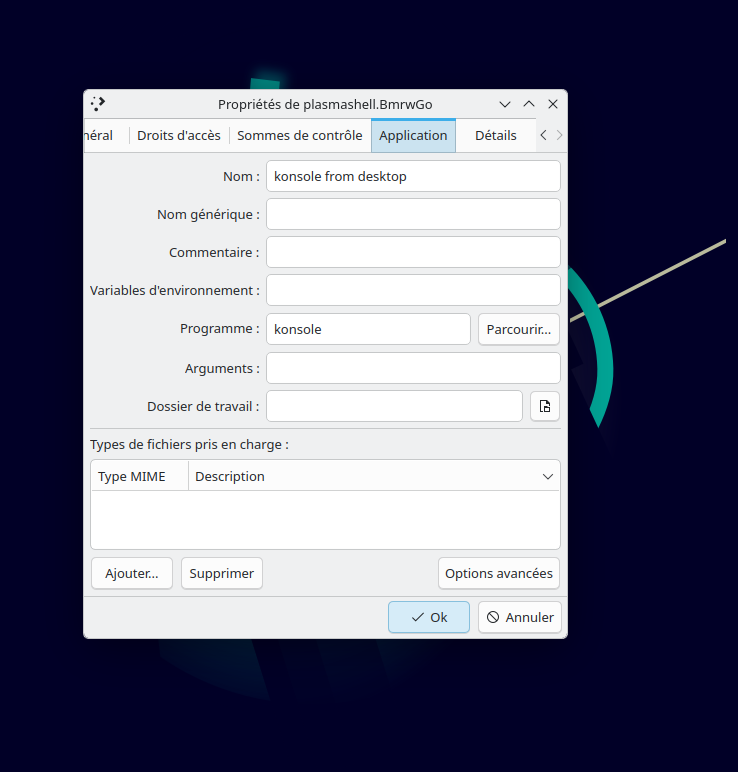 Propriétés de plasmashell.BmrwGo
néral Droits d'accès Sommes de contrôle Application Détails
Nom : konsole from desktop
Nom générique :
Commentaire :
Variables d'environnement :
Programme : konsole Parcourir...
Arguments :
Dossier de travail :
Types de fichiers pris en charge :
Type MIME Description
Ajouter... Supprimer Options avancées
Ok Annuler